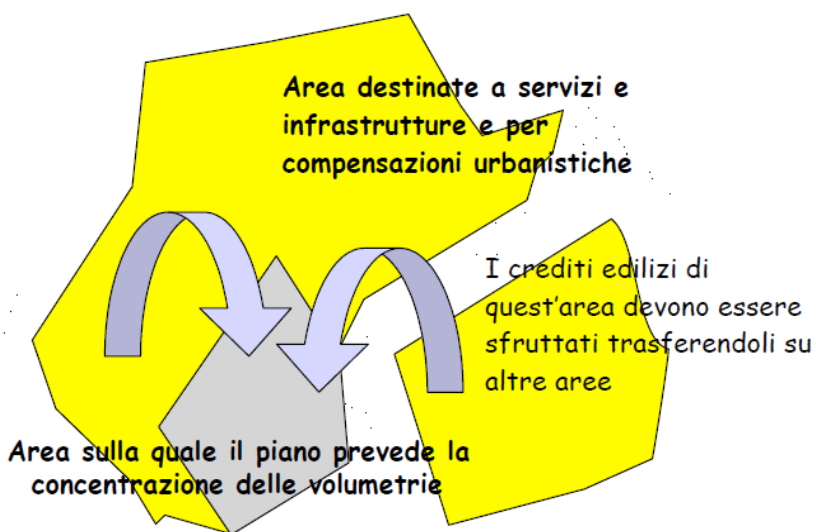 Area destinate a servizi e
infrastrutture e per
compensazioni urbanistiche
I crediti edilizi di
quest'area devono essere
sfruttati trasferendoli su
altre aree
Area sulla quale il piano prevede la
concentrazione delle volumetrie